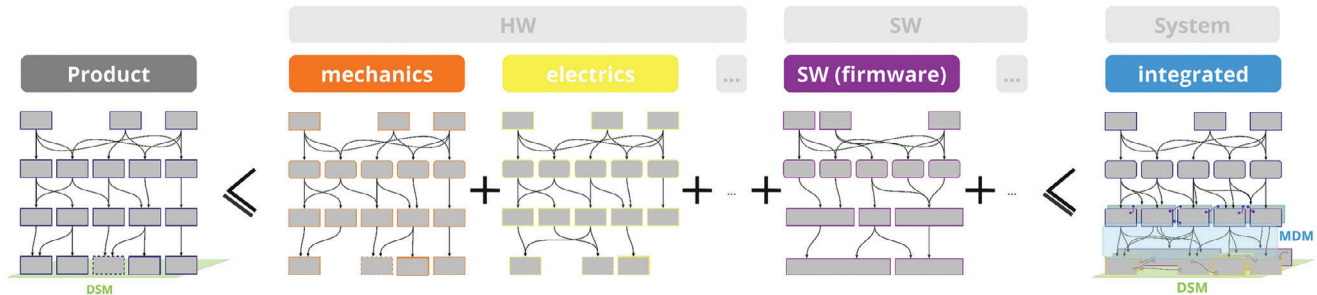 HW
SW
System
Product
mechanics
electrics
...
SW (firmware)
...
integrated
< + + ... + + ... <
MDM
DSM
DSM